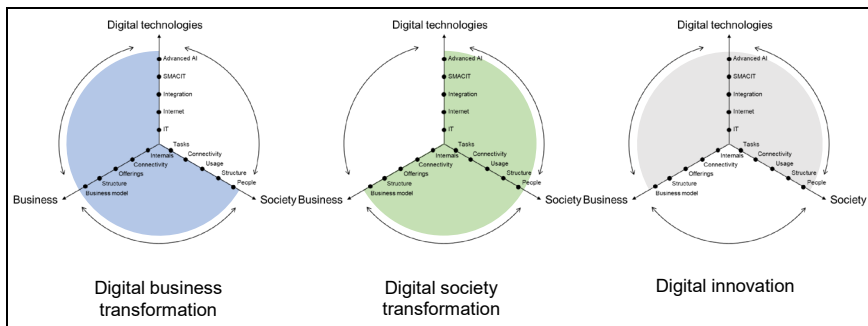 Digital technologies
Advanced AI
SMACIT
Integration
Internet
IT
Tasks
Internals
Connectivity
Connectivity
Offerings
Usage
Structure
Structure
Business model
People
Business
Society
Digital business
transformation
Digital technologies
Advanced AI
SMACIT
Integration
Internet
IT
Tasks
Internals
Connectivity
Connectivity
Offerings
Usage
Structure
Structure
Business model
People
Business
Society
Digital society
transformation
Digital technologies
Advanced AI
SMACIT
Integration
Internet
IT
Tasks
Internals
Connectivity
Connectivity
Offerings
Usage
Structure
Structure
Business model
People
Business
Society
Digital innovation